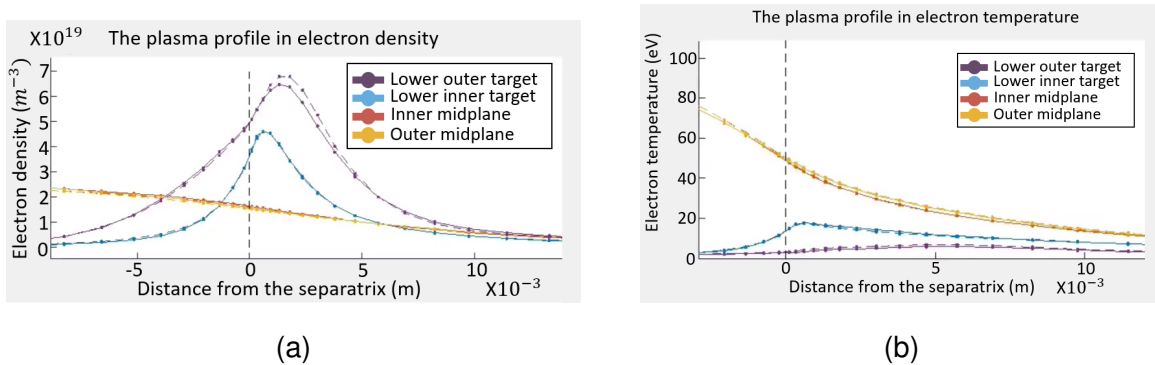 X10¹⁹ The plasma profile in electron density
Electron density (m⁻³)
7
6
5
4
3
2
1
0
Lower outer target
Lower inner target
Inner midplane
Outer midplane
-5 0 5 10
Distance from the separatrix (m) X10⁻³
(a)
The plasma profile in electron temperature
Electron temperature (eV)
100
80
60
40
20
0
Lower outer target
Lower inner target
Inner midplane
Outer midplane
0 5 10
Distance from the separatrix (m) X10⁻³
(b)